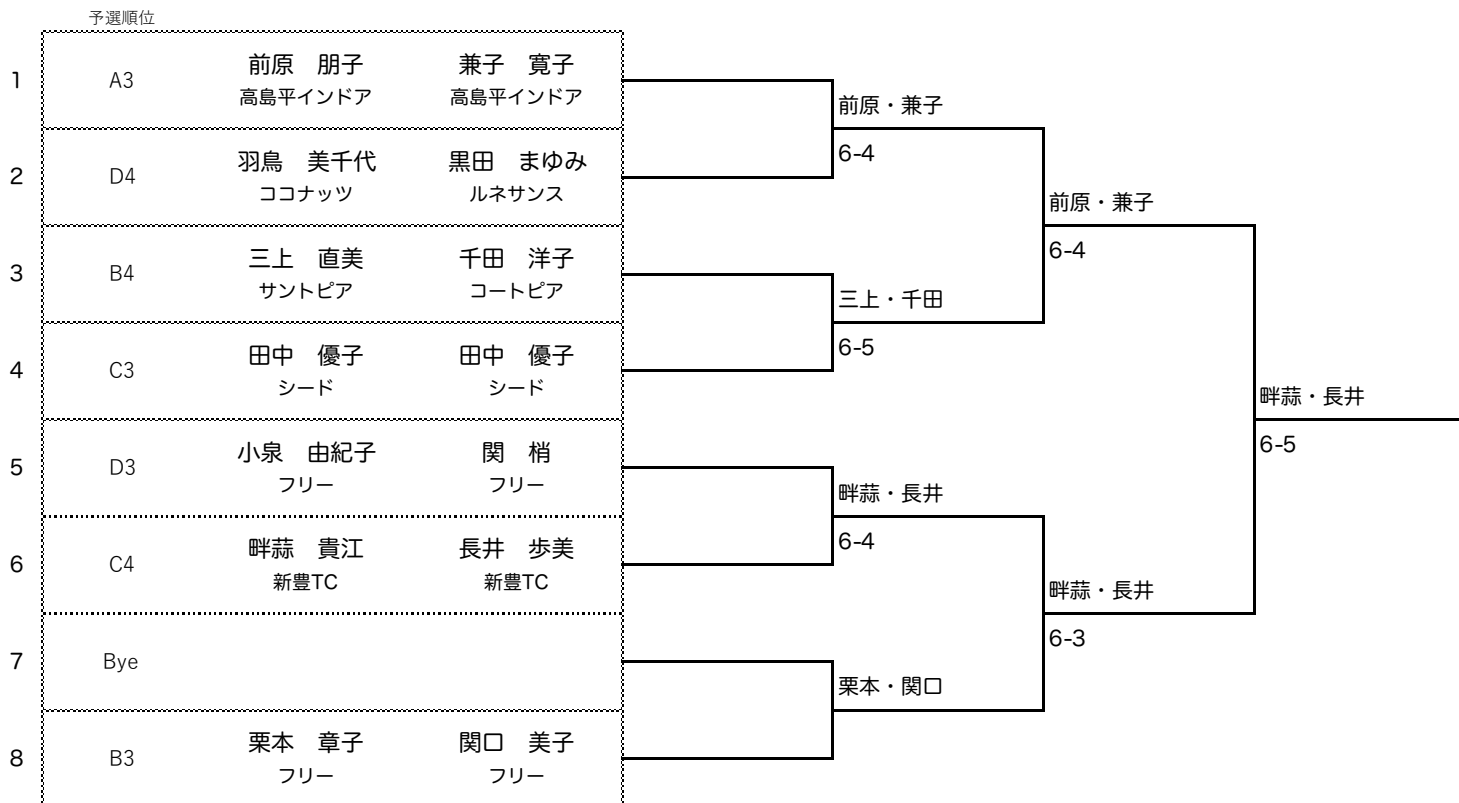 予選順位
1 A3 前原 朋子 兼子 寛子
高島平インドア 高島平インドア
前原・兼子
6-4
2 D4 羽鳥 美千代 黒田 まゆみ
ココナッツ ルネサンス
前原・兼子
6-4
3 B4 三上 直美 千田 洋子
サントピア コートピア
三上・千田
6-5
4 C3 田中 優子 田中 優子
シード シード
畔蒜・長井
6-5
5 D3 小泉 由紀子 関 梢
フリー フリー
畔蒜・長井
6-4
6 C4 畔蒜 貴江 長井 歩美
新豊TC 新豊TC
畔蒜・長井
6-3
7 Bye
栗本・関口
8 B3 栗本 章子 関口 美子
フリー フリー